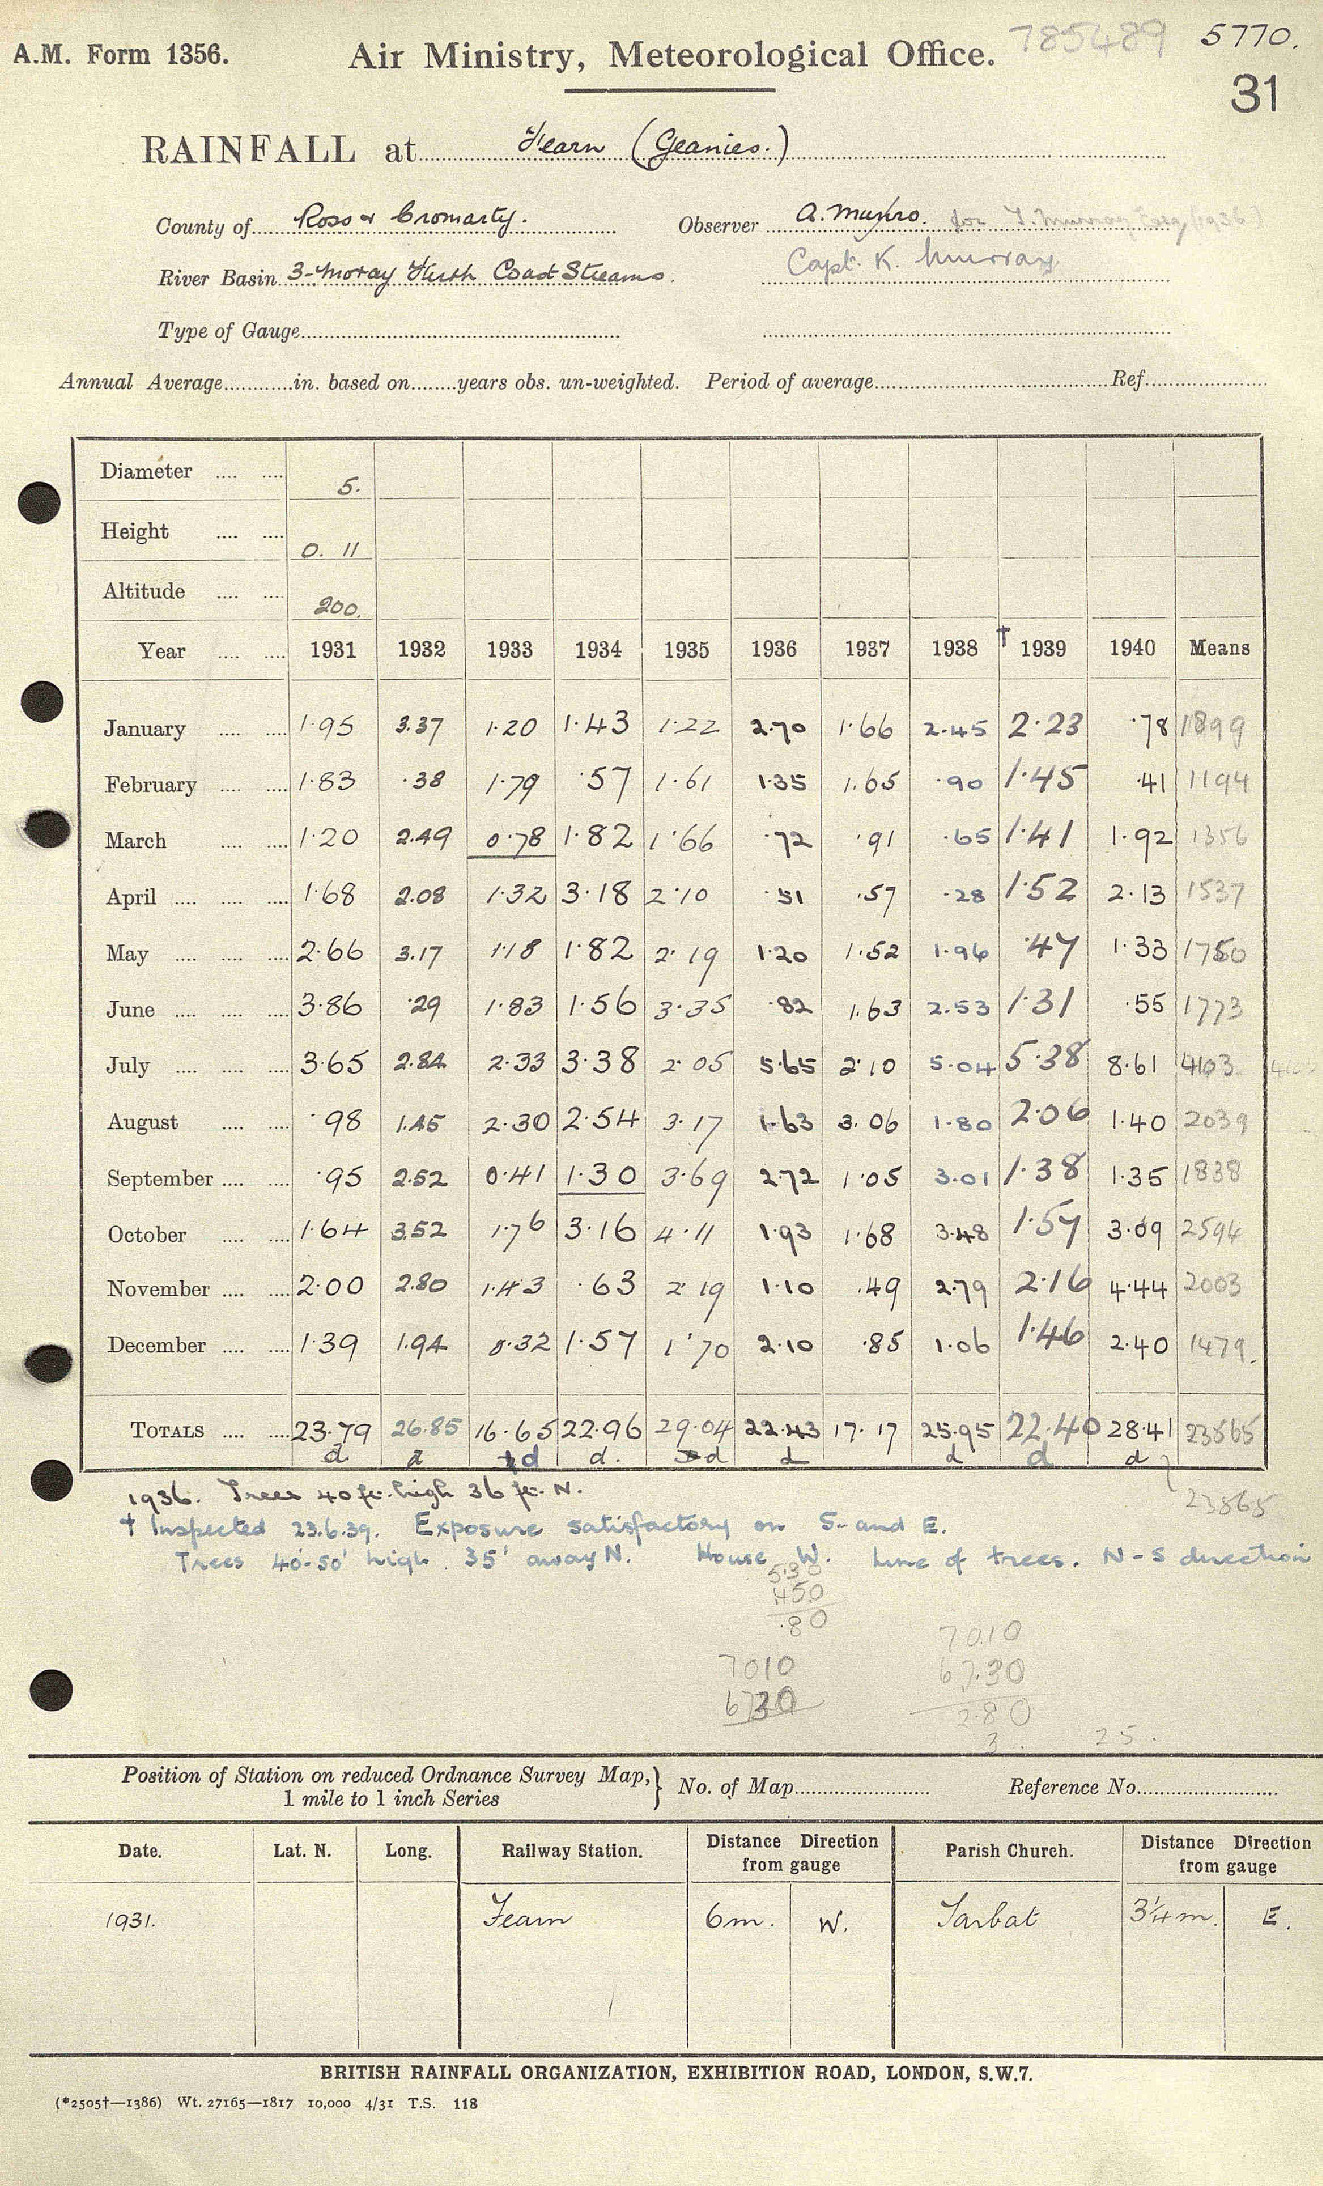 A.M. Form 1356. Air Ministry, Meteorological Office. 785489 5770.
31
RAINFALL at Fearn (Geanies.)
County of Ross & Cromarty. Observer A. Munro. for T. Murray Esq (1936)
River Basin 3-Moray Firth Coast Streams. Capt. K. Murray
Type of Gauge
Annual Average in. based on years obs. un-weighted. Period of average Ref
Diameter 5.
Height 0. 11
Altitude 200.
Year 1931 1932 1933 1934 1935 1936 1937 1938 † 1939 1940 Means
January 1.95 3.37 1.20 1.43 1.22 2.70 1.66 2.45 2.23 .78 1899
February 1.83 .38 1.79 .57 1.61 1.35 1.65 .90 1.45 .41 1194
March 1.20 2.49 0.78 1.82 1.66 .72 .91 .65 1.41 1.92 1356
April 1.68 2.08 1.32 3.18 2.10 .51 .57 .28 1.52 2.13 1537
May 2.66 3.17 1.18 1.82 2.19 1.20 1.52 1.96 .47 1.33 1750
June 3.86 .29 1.83 1.56 3.35 .82 1.63 2.53 1.31 .55 1773
July 3.65 2.84 2.33 3.38 2.05 5.65 2.10 5.04 5.38 8.61 4103
August .98 1.45 2.30 2.54 3.17 1.63 3.06 1.80 2.06 1.40 2039
September .95 2.52 0.41 1.30 3.69 2.72 1.05 3.01 1.38 1.35 1838
October 1.64 3.52 1.76 3.16 4.11 1.93 1.68 3.48 1.57 3.09 2594
November 2.00 2.80 1.43 .63 2.19 1.10 .49 2.79 2.16 4.44 2003
December 1.39 1.94 0.32 1.57 1.70 2.10 .85 1.06 1.46 2.40 1479.
TOTALS 23.79 26.85 16.65 22.96 29.04 22.43 17.17 25.95 22.40 28.41 23565
d d d d. d d d d d
1936. Trees 40 ft. high 36 ft. N. 23565
† Inspected 23.6.39. Exposure satisfactory on S. and E.
Trees 40'-50' high. 35' away N. House W. Line of trees. N-S direction
5.30
450
.80
7010 7010
6730 67.30
280
3. 25.
Position of Station on reduced Ordnance Survey Map, } No. of Map Reference No.
1 mile to 1 inch Series
Date. Lat. N. Long. Railway Station. Distance Direction from gauge Parish Church. Distance Direction from gauge
1931. Fearn 6m. W. Tarbat 3¼m. E.
BRITISH RAINFALL ORGANIZATION, EXHIBITION ROAD, LONDON, S.W.7.
(*2505†—1386) Wt. 27165—1817 10,000 4/31 T.S. 118